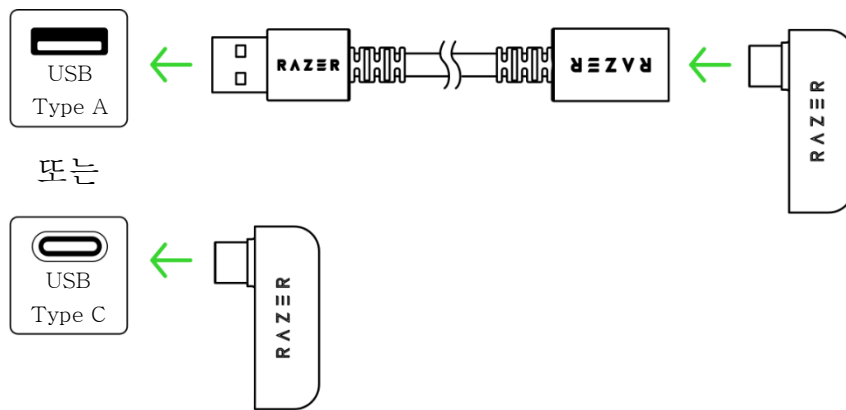 USB
Type A
RAZER
RAZER
RAZER
또는
USB
Type C
RAZER